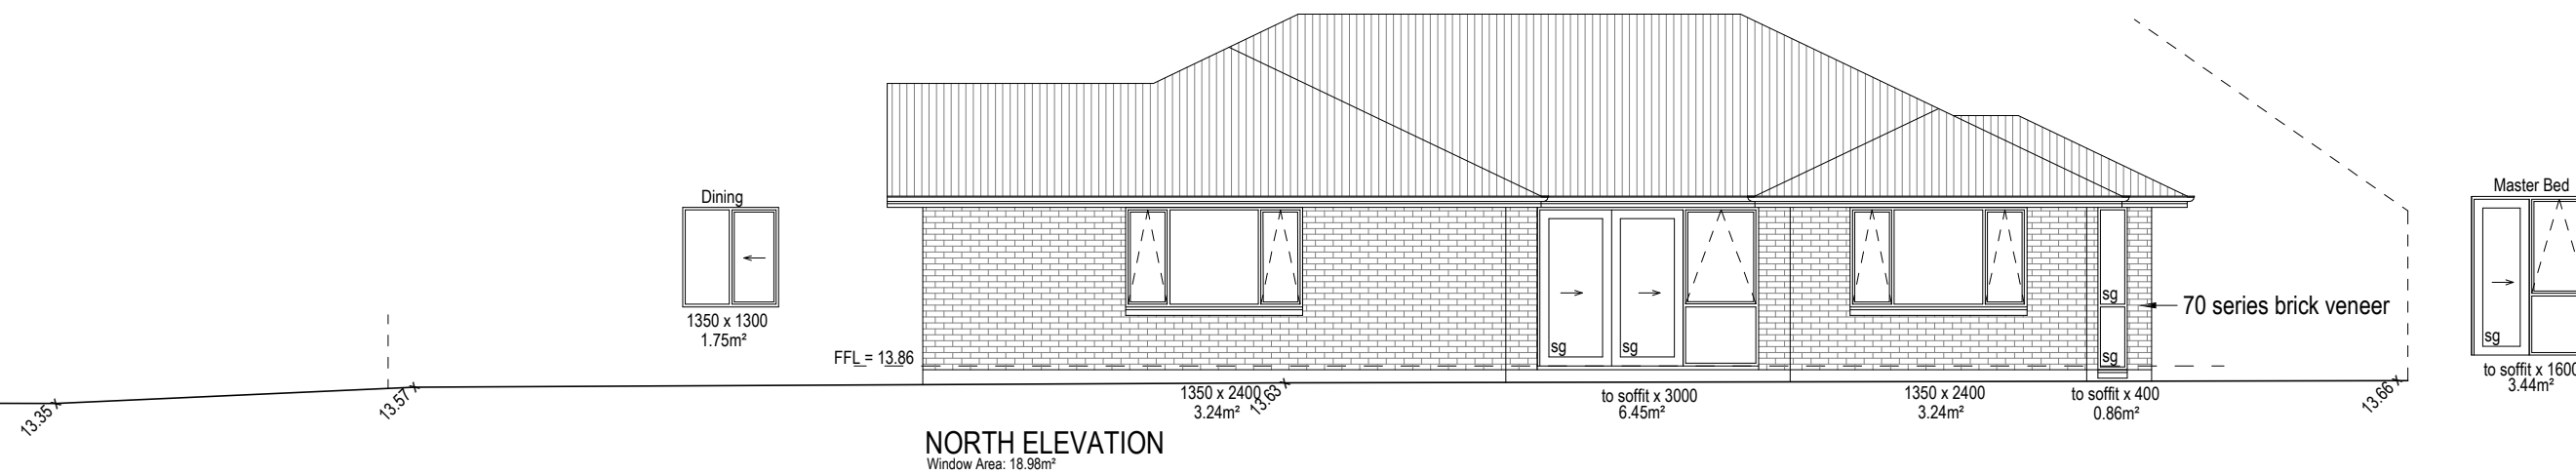 Dining
1350 x 1300
1.75m²
FFL = 13.86
sg
sg
sg
sg
70 series brick veneer
Master Bed
sg
to soffit x 1600
3.44m²
13.35 x
13.57 x
1350 x 2400
3.24m²
13.63 x
to soffit x 3000
6.45m²
1350 x 2400
3.24m²
to soffit x 400
0.86m²
13.66 x
NORTH ELEVATION
Window Area: 18.98m²